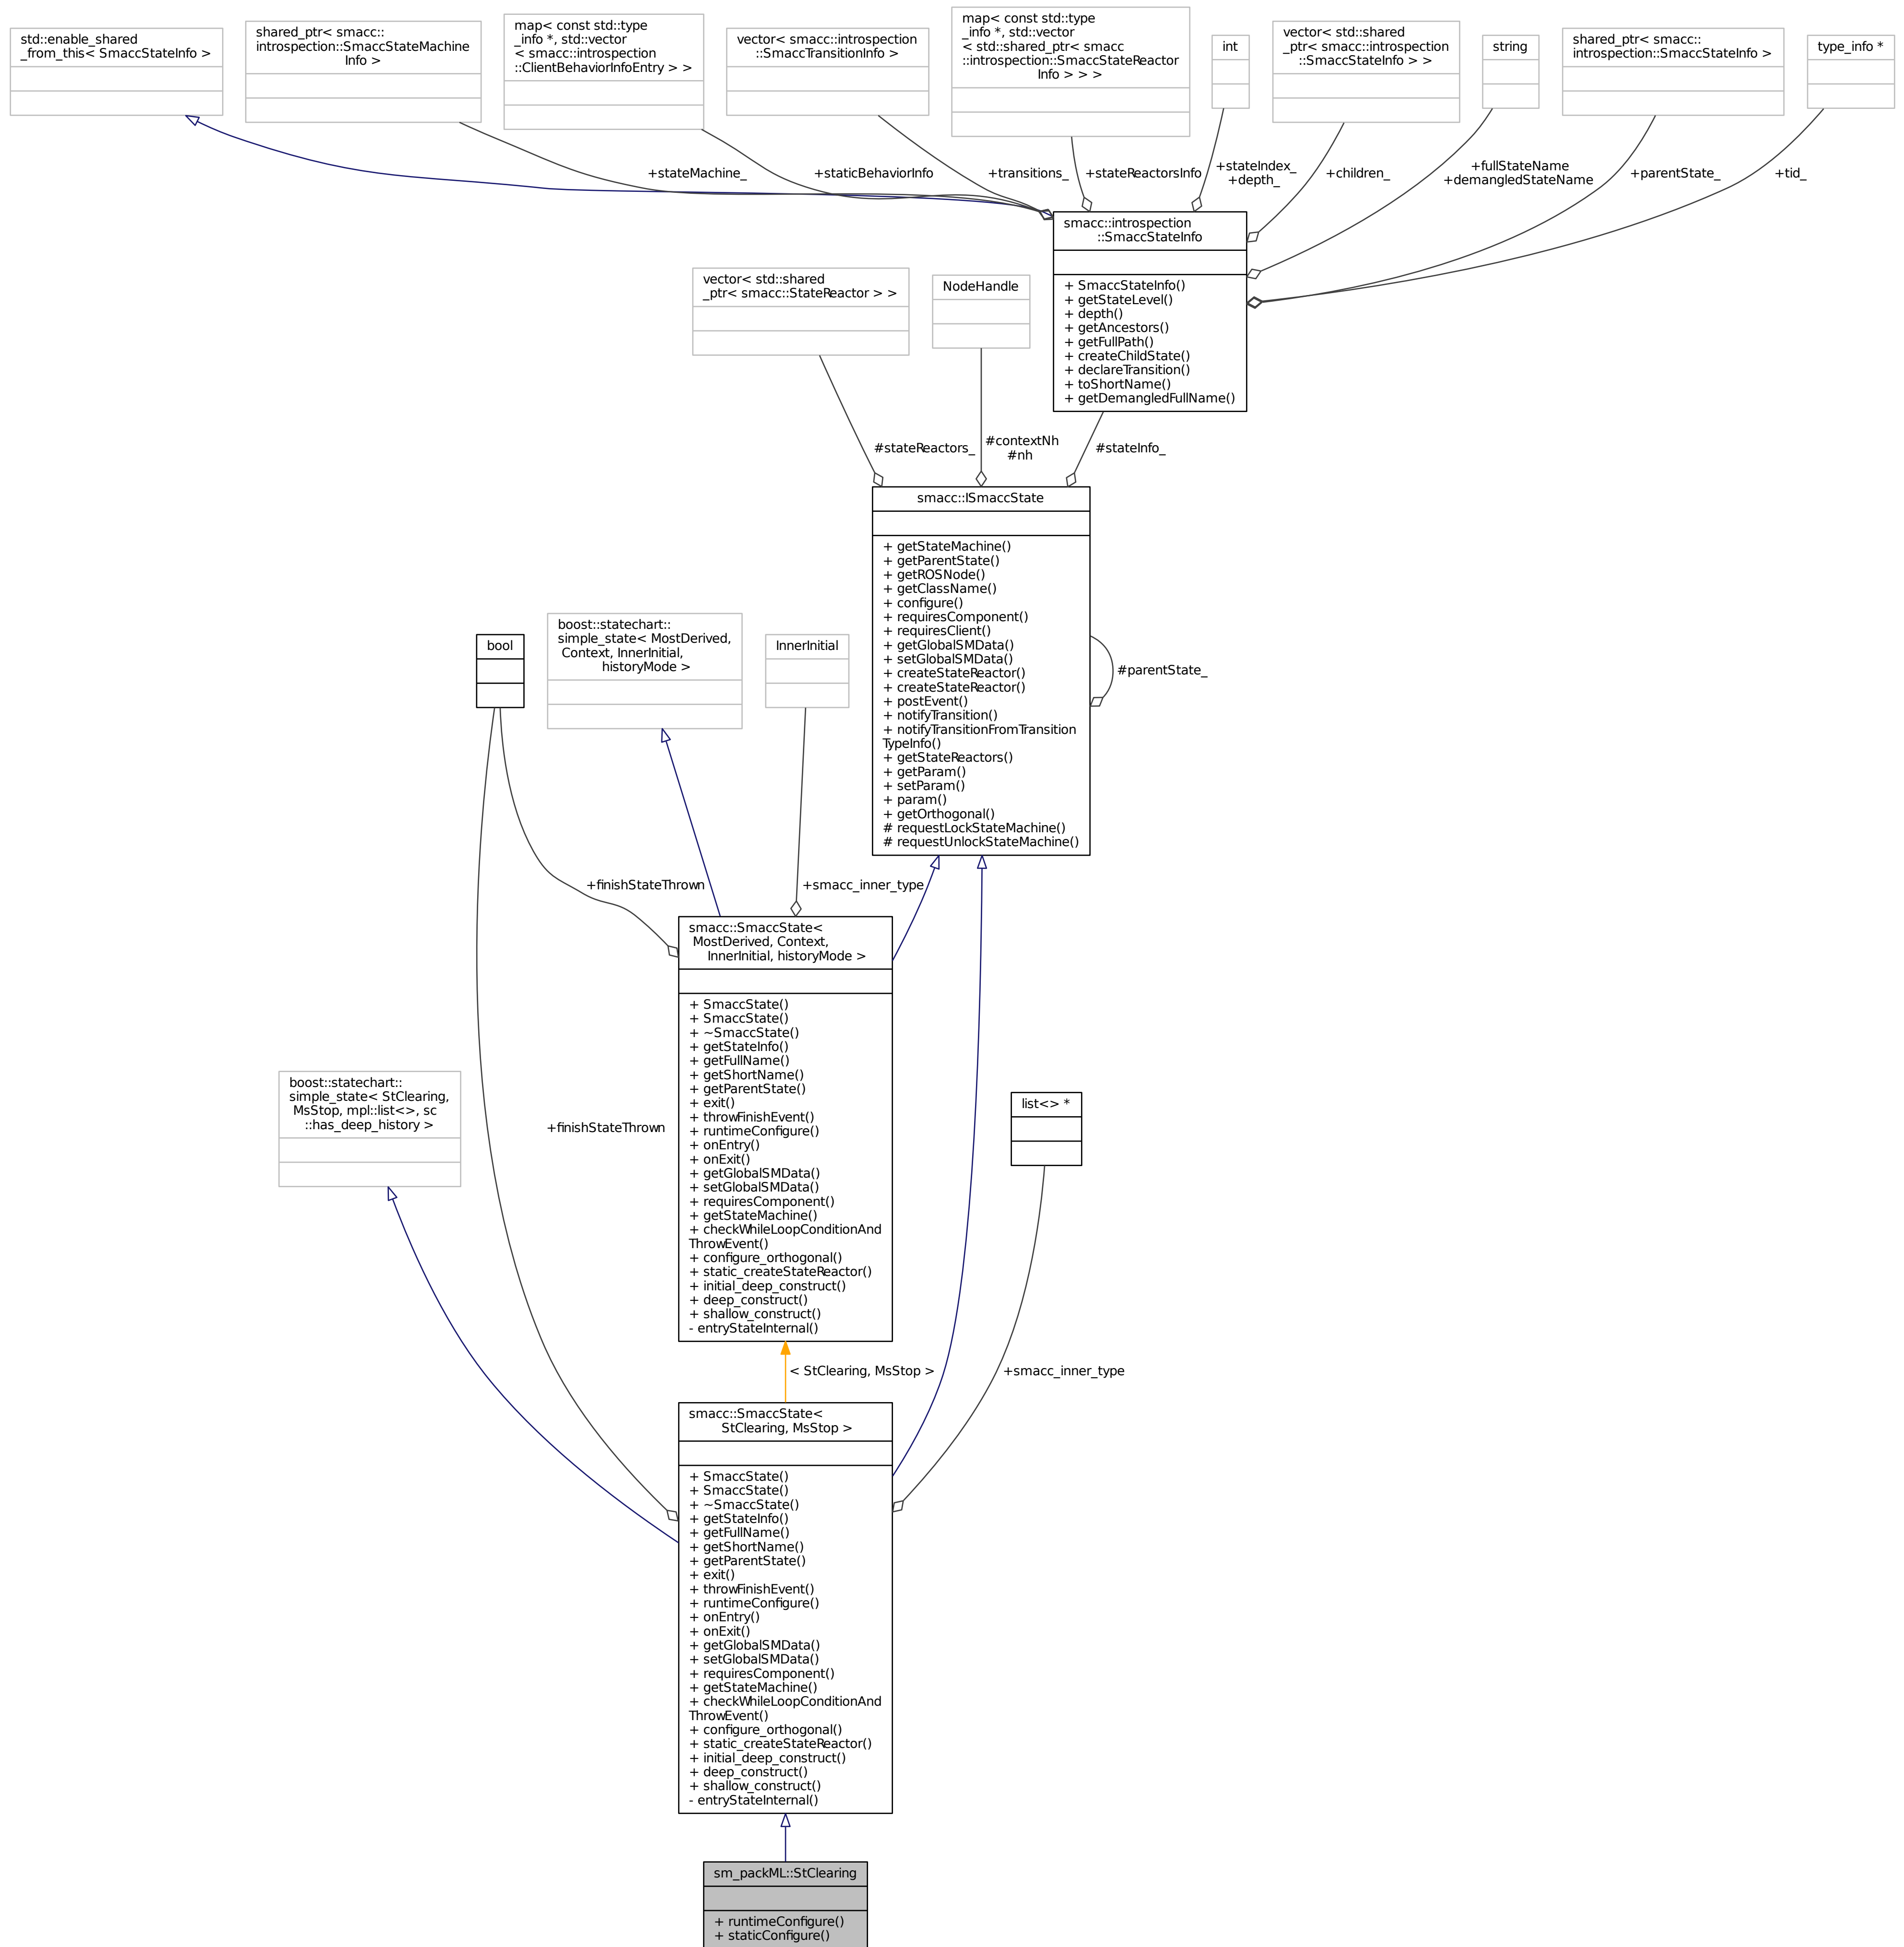 std::enable_shared
_from_this< SmaccStateInfo >
shared_ptr< smacc::
introspection::SmaccStateMachine
Info >
map< const std::type
_info *, std::vector
< smacc::introspection
::ClientBehaviorInfoEntry > >
vector< smacc::introspection
::SmaccTransitionInfo >
map< const std::type
_info *, std::vector
< std::shared_ptr< smacc
::introspection::SmaccStateReactor
Info > > >
int
vector< std::shared
_ptr< smacc::introspection
::SmaccStateInfo > >
string
shared_ptr< smacc::
introspection::SmaccStateInfo >
type_info *
+stateMachine_
+staticBehaviorInfo
+transitions_
+stateReactorsInfo
+stateIndex_
+depth_
+children_
+fullStateName
+demangledStateName
+parentState_
+tid_
smacc::introspection
::SmaccStateInfo
+ SmaccStateInfo()
+ getStateLevel()
+ depth()
+ getAncestors()
+ getFullPath()
+ createChildState()
+ declareTransition()
+ toShortName()
+ getDemangledFullName()
vector< std::shared
_ptr< smacc::StateReactor > >
NodeHandle
#stateReactors_
#contextNh
#nh
#stateInfo_
smacc::ISmaccState
+ getStateMachine()
+ getParentState()
+ getROSNode()
+ getClassName()
+ configure()
+ requiresComponent()
+ requiresClient()
+ getGlobalSMData()
+ setGlobalSMData()
+ createStateReactor()
+ createStateReactor()
+ postEvent()
+ notifyTransition()
+ notifyTransitionFromTransition
TypeInfo()
+ getStateReactors()
+ getParam()
+ setParam()
+ param()
+ getOrthogonal()
# requestLockStateMachine()
# requestUnlockStateMachine()
#parentState_
bool
boost::statechart::
simple_state< MostDerived,
Context, InnerInitial,
historyMode >
InnerInitial
+finishStateThrown
+smacc_inner_type
smacc::SmaccState<
MostDerived, Context,
InnerInitial, historyMode >
+ SmaccState()
+ SmaccState()
+ ~SmaccState()
+ getStateInfo()
+ getFullName()
+ getShortName()
+ getParentState()
+ exit()
+ throwFinishEvent()
+ runtimeConfigure()
+ onEntry()
+ onExit()
+ getGlobalSMData()
+ setGlobalSMData()
+ requiresComponent()
+ getStateMachine()
+ checkWhileLoopConditionAnd
ThrowEvent()
+ configure_orthogonal()
+ static_createStateReactor()
+ initial_deep_construct()
+ deep_construct()
+ shallow_construct()
- entryStateInternal()
boost::statechart::
simple_state< StClearing,
MsStop, mpl::list<>, sc
::has_deep_history >
+finishStateThrown
list<> *
< StClearing, MsStop >
+smacc_inner_type
smacc::SmaccState<
StClearing, MsStop >
+ SmaccState()
+ SmaccState()
+ ~SmaccState()
+ getStateInfo()
+ getFullName()
+ getShortName()
+ getParentState()
+ exit()
+ throwFinishEvent()
+ runtimeConfigure()
+ onEntry()
+ onExit()
+ getGlobalSMData()
+ setGlobalSMData()
+ requiresComponent()
+ getStateMachine()
+ checkWhileLoopConditionAnd
ThrowEvent()
+ configure_orthogonal()
+ static_createStateReactor()
+ initial_deep_construct()
+ deep_construct()
+ shallow_construct()
- entryStateInternal()
sm_packML::StClearing
+ runtimeConfigure()
+ staticConfigure()